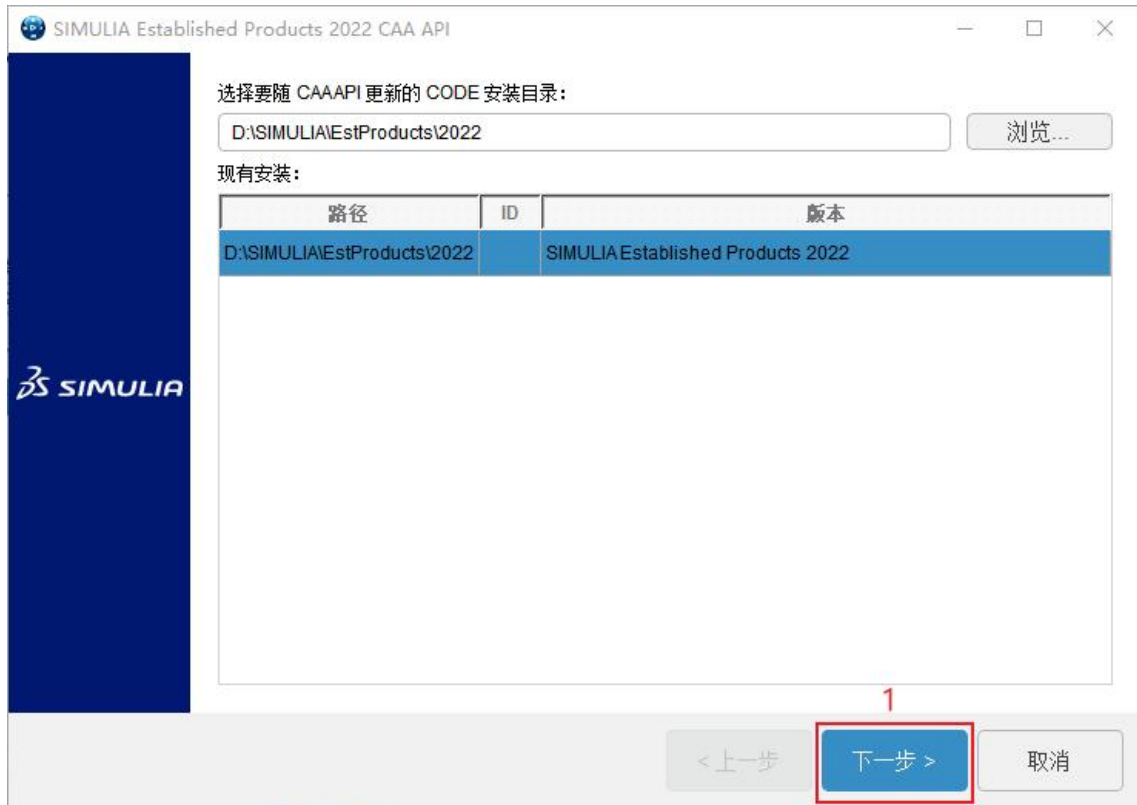 SIMULIA Established Products 2022 CAA API
选择要随 CAAAPI 更新的 CODE 安装目录：
D:\SIMULIA\EstProducts\2022
浏览...
现有安装：
路径 ID 版本
D:\SIMULIA\EstProducts\2022 SIMULIA Established Products 2022
3S SIMULIA
1
<上一步 下一步 > 取消